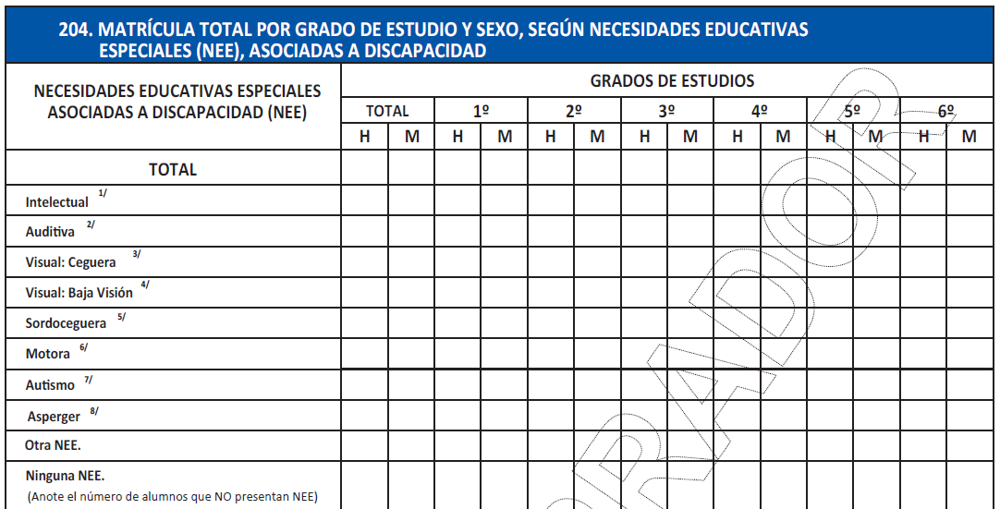 204. MATRÍCULA TOTAL POR GRADO DE ESTUDIO Y SEXO, SEGÚN NECESIDADES EDUCATIVAS
ESPECIALES (NEE), ASOCIADAS A DISCAPACIDAD
NECESIDADES EDUCATIVAS ESPECIALES
ASOCIADAS A DISCAPACIDAD (NEE)
GRADOS DE ESTUDIOS
TOTAL 1º 2º 3º 4º 5º 6º
H M H M H M H M H M H M H M
TOTAL
Intelectual 1/
Auditiva 2/
Visual: Ceguera 3/
Visual: Baja Visión 4/
Sordoceguera 5/
Motora 6/
Autismo 7/
Asperger 8/
Otra NEE.
Ninguna NEE.
(Anote el número de alumnos que NO presentan NEE)